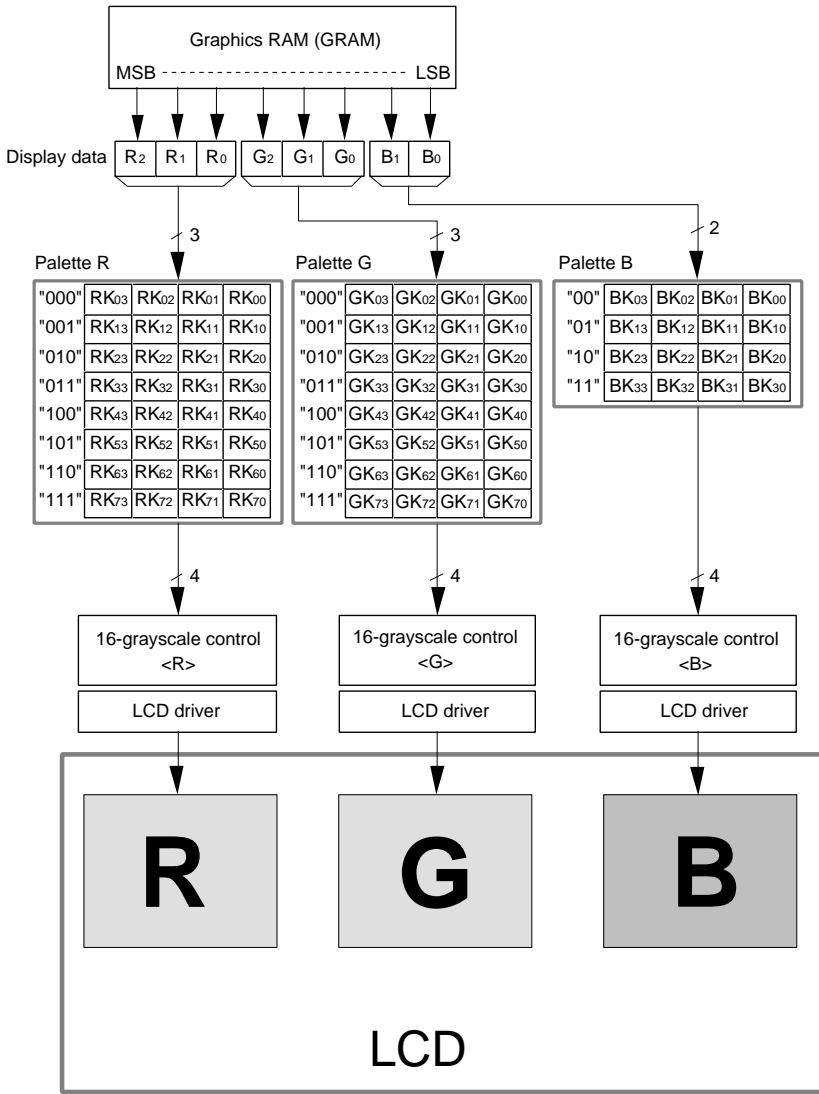 Graphics RAM (GRAM)
MSB ---------------------------- LSB
Display data R2 R1 R0 G2 G1 G0 B1 B0
3 3 2
Palette R Palette G Palette B
"000" RK03 RK02 RK01 RK00 "000" GK03 GK02 GK01 GK00 "00" BK03 BK02 BK01 BK00
"001" RK13 RK12 RK11 RK10 "001" GK13 GK12 GK11 GK10 "01" BK13 BK12 BK11 BK10
"010" RK23 RK22 RK21 RK20 "010" GK23 GK22 GK21 GK20 "10" BK23 BK22 BK21 BK20
"011" RK33 RK32 RK31 RK30 "011" GK33 GK32 GK31 GK30 "11" BK33 BK32 BK31 BK30
"100" RK43 RK42 RK41 RK40 "100" GK43 GK42 GK41 GK40
"101" RK53 RK52 RK51 RK50 "101" GK53 GK52 GK51 GK50
"110" RK63 RK62 RK61 RK60 "110" GK63 GK62 GK61 GK60
"111" RK73 RK72 RK71 RK70 "111" GK73 GK72 GK71 GK70
4 4 4
16-grayscale control 16-grayscale control 16-grayscale control
<R> <G> <B>
LCD driver LCD driver LCD driver
R G B
LCD